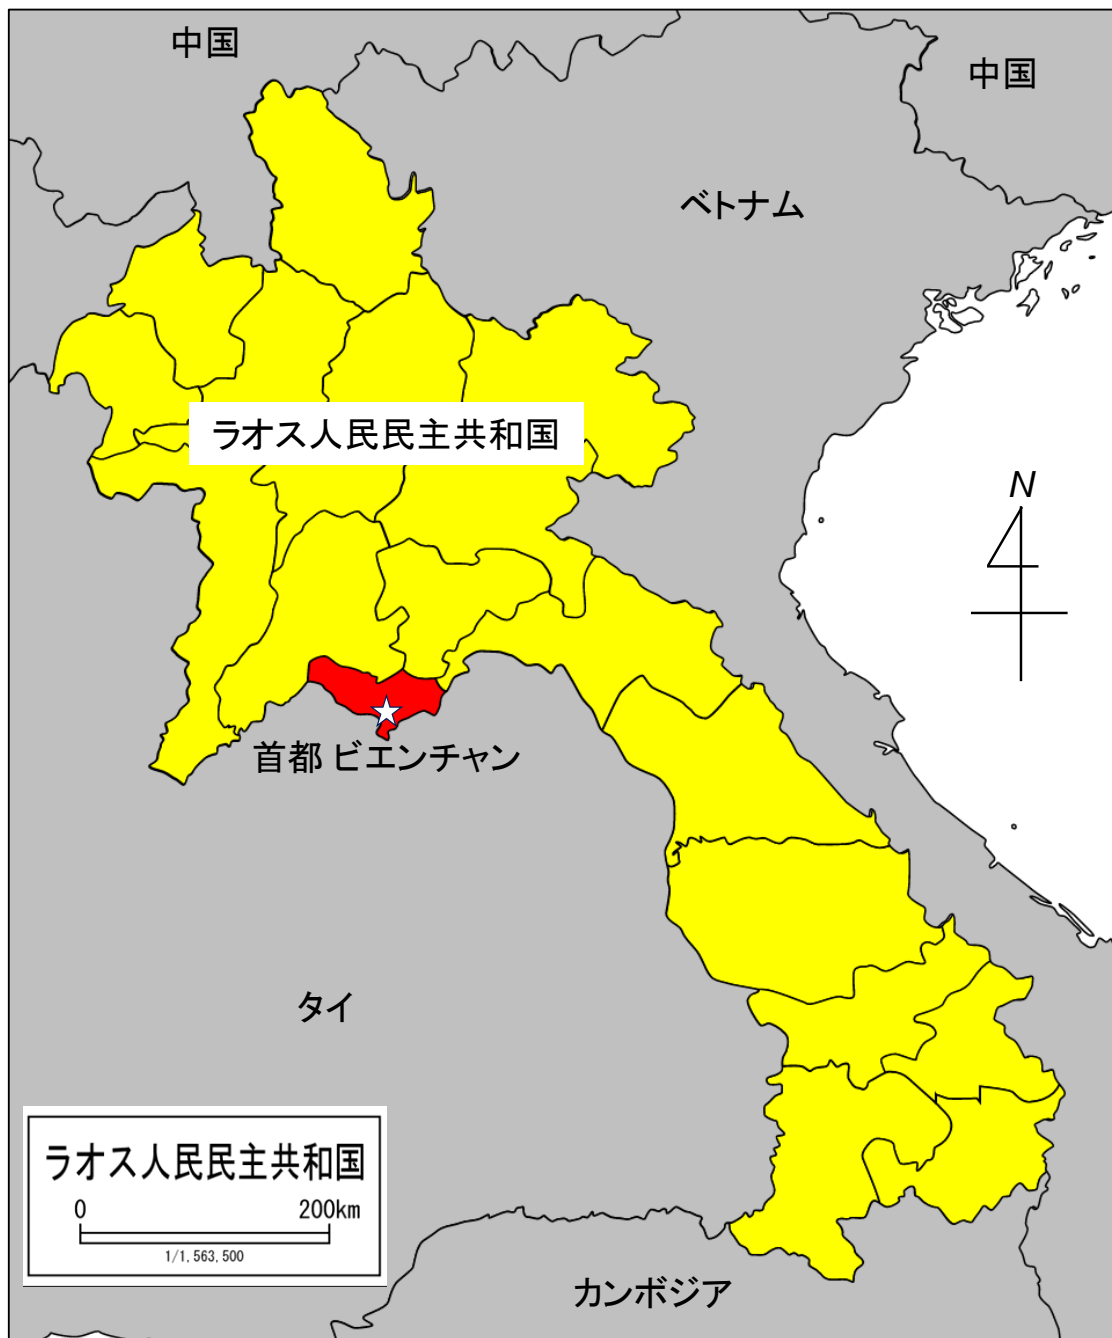 中国
中国
ベトナム
ラオス人民民主共和国
N
首都 ビエンチャン
タイ
ラオス人民民主共和国
0 200km
1/1,563,500
カンボジア